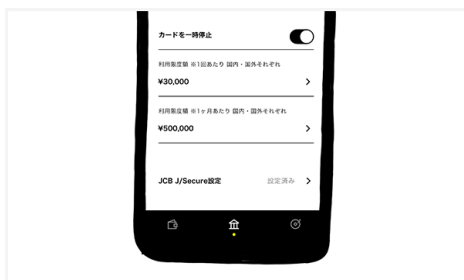 カードを一時停止
利用限度額 ※1回あたり 国内・国外それぞれ
¥30,000
利用限度額 ※1ヶ月あたり 国内・国外それぞれ
¥500,000
JCB J/Secure設定 設定済み